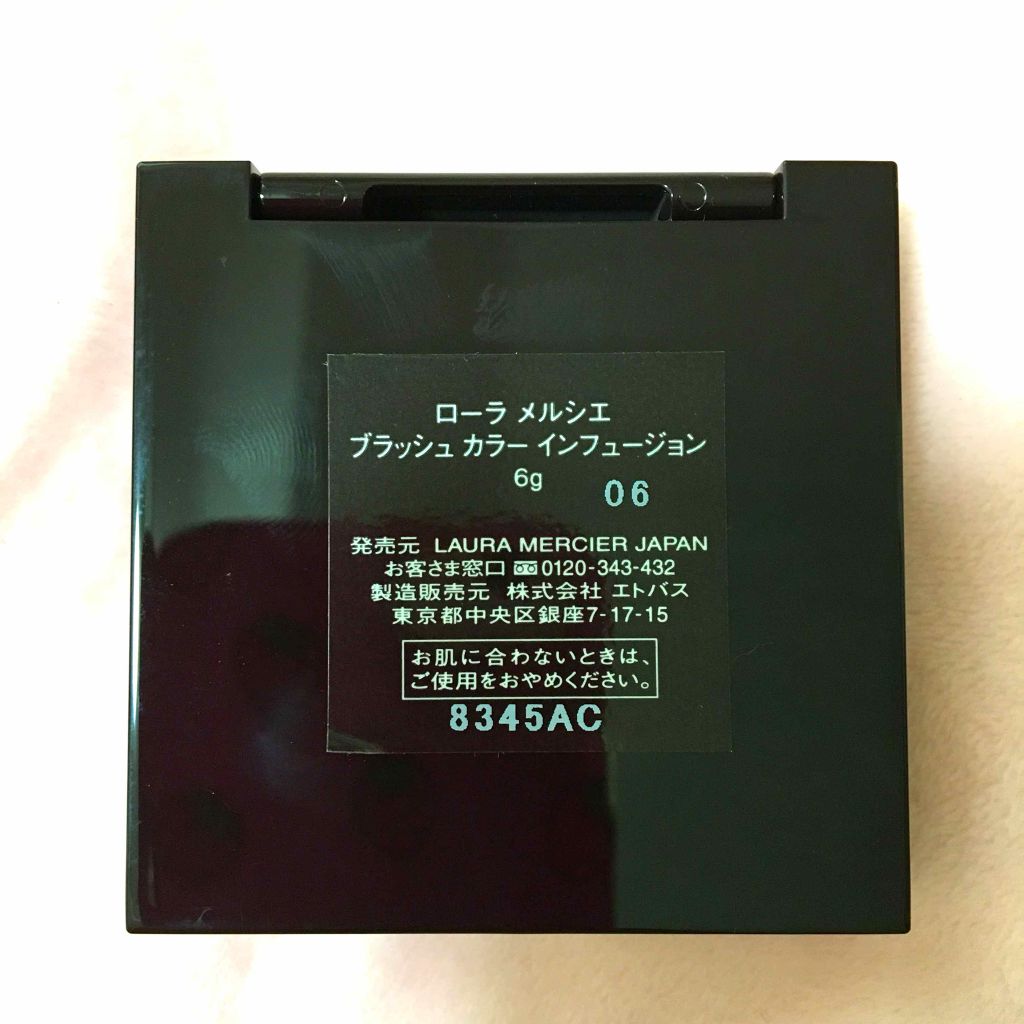 ローラ メルシエ
ブラッシュ カラー インフュージョン
6g 06
発売元 LAURA MERCIER JAPAN
お客さま窓口 0120-343-432
製造販売元 株式会社 エトバス
東京都中央区銀座7-17-15
お肌に合わないときは、
ご使用をおやめください。
8345AC